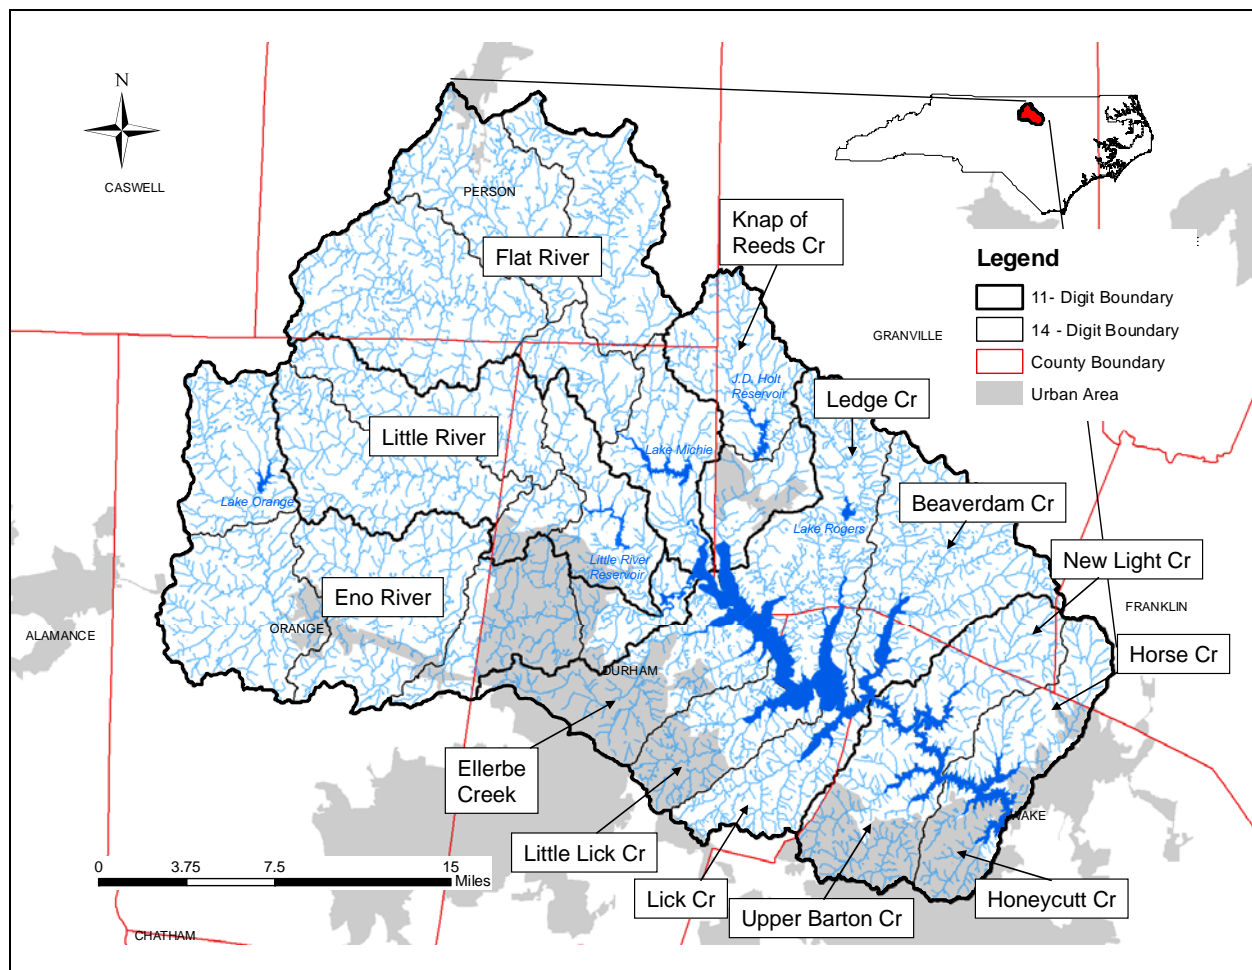 N
CASWELL
PERSON
Knap of
Reeds Cr
Flat River
Legend
11- Digit Boundary
14 - Digit Boundary
County Boundary
Urban Area
GRANVILLE
J.D. Holt
Reservoir
Ledge Cr
Little River
Lake Michie
Lake Orange
Beaverdam Cr
Lake Rogers
Little River
Reservoir
New Light Cr
Eno River
FRANKLIN
ORANGE
ALAMANCE
Horse Cr
DURHAM
Ellerbe
Creek
WAKE
Little Lick Cr
0 3.75 7.5 15
Miles
Lick Cr
Upper Barton Cr
Honeycutt Cr
CHATHAM